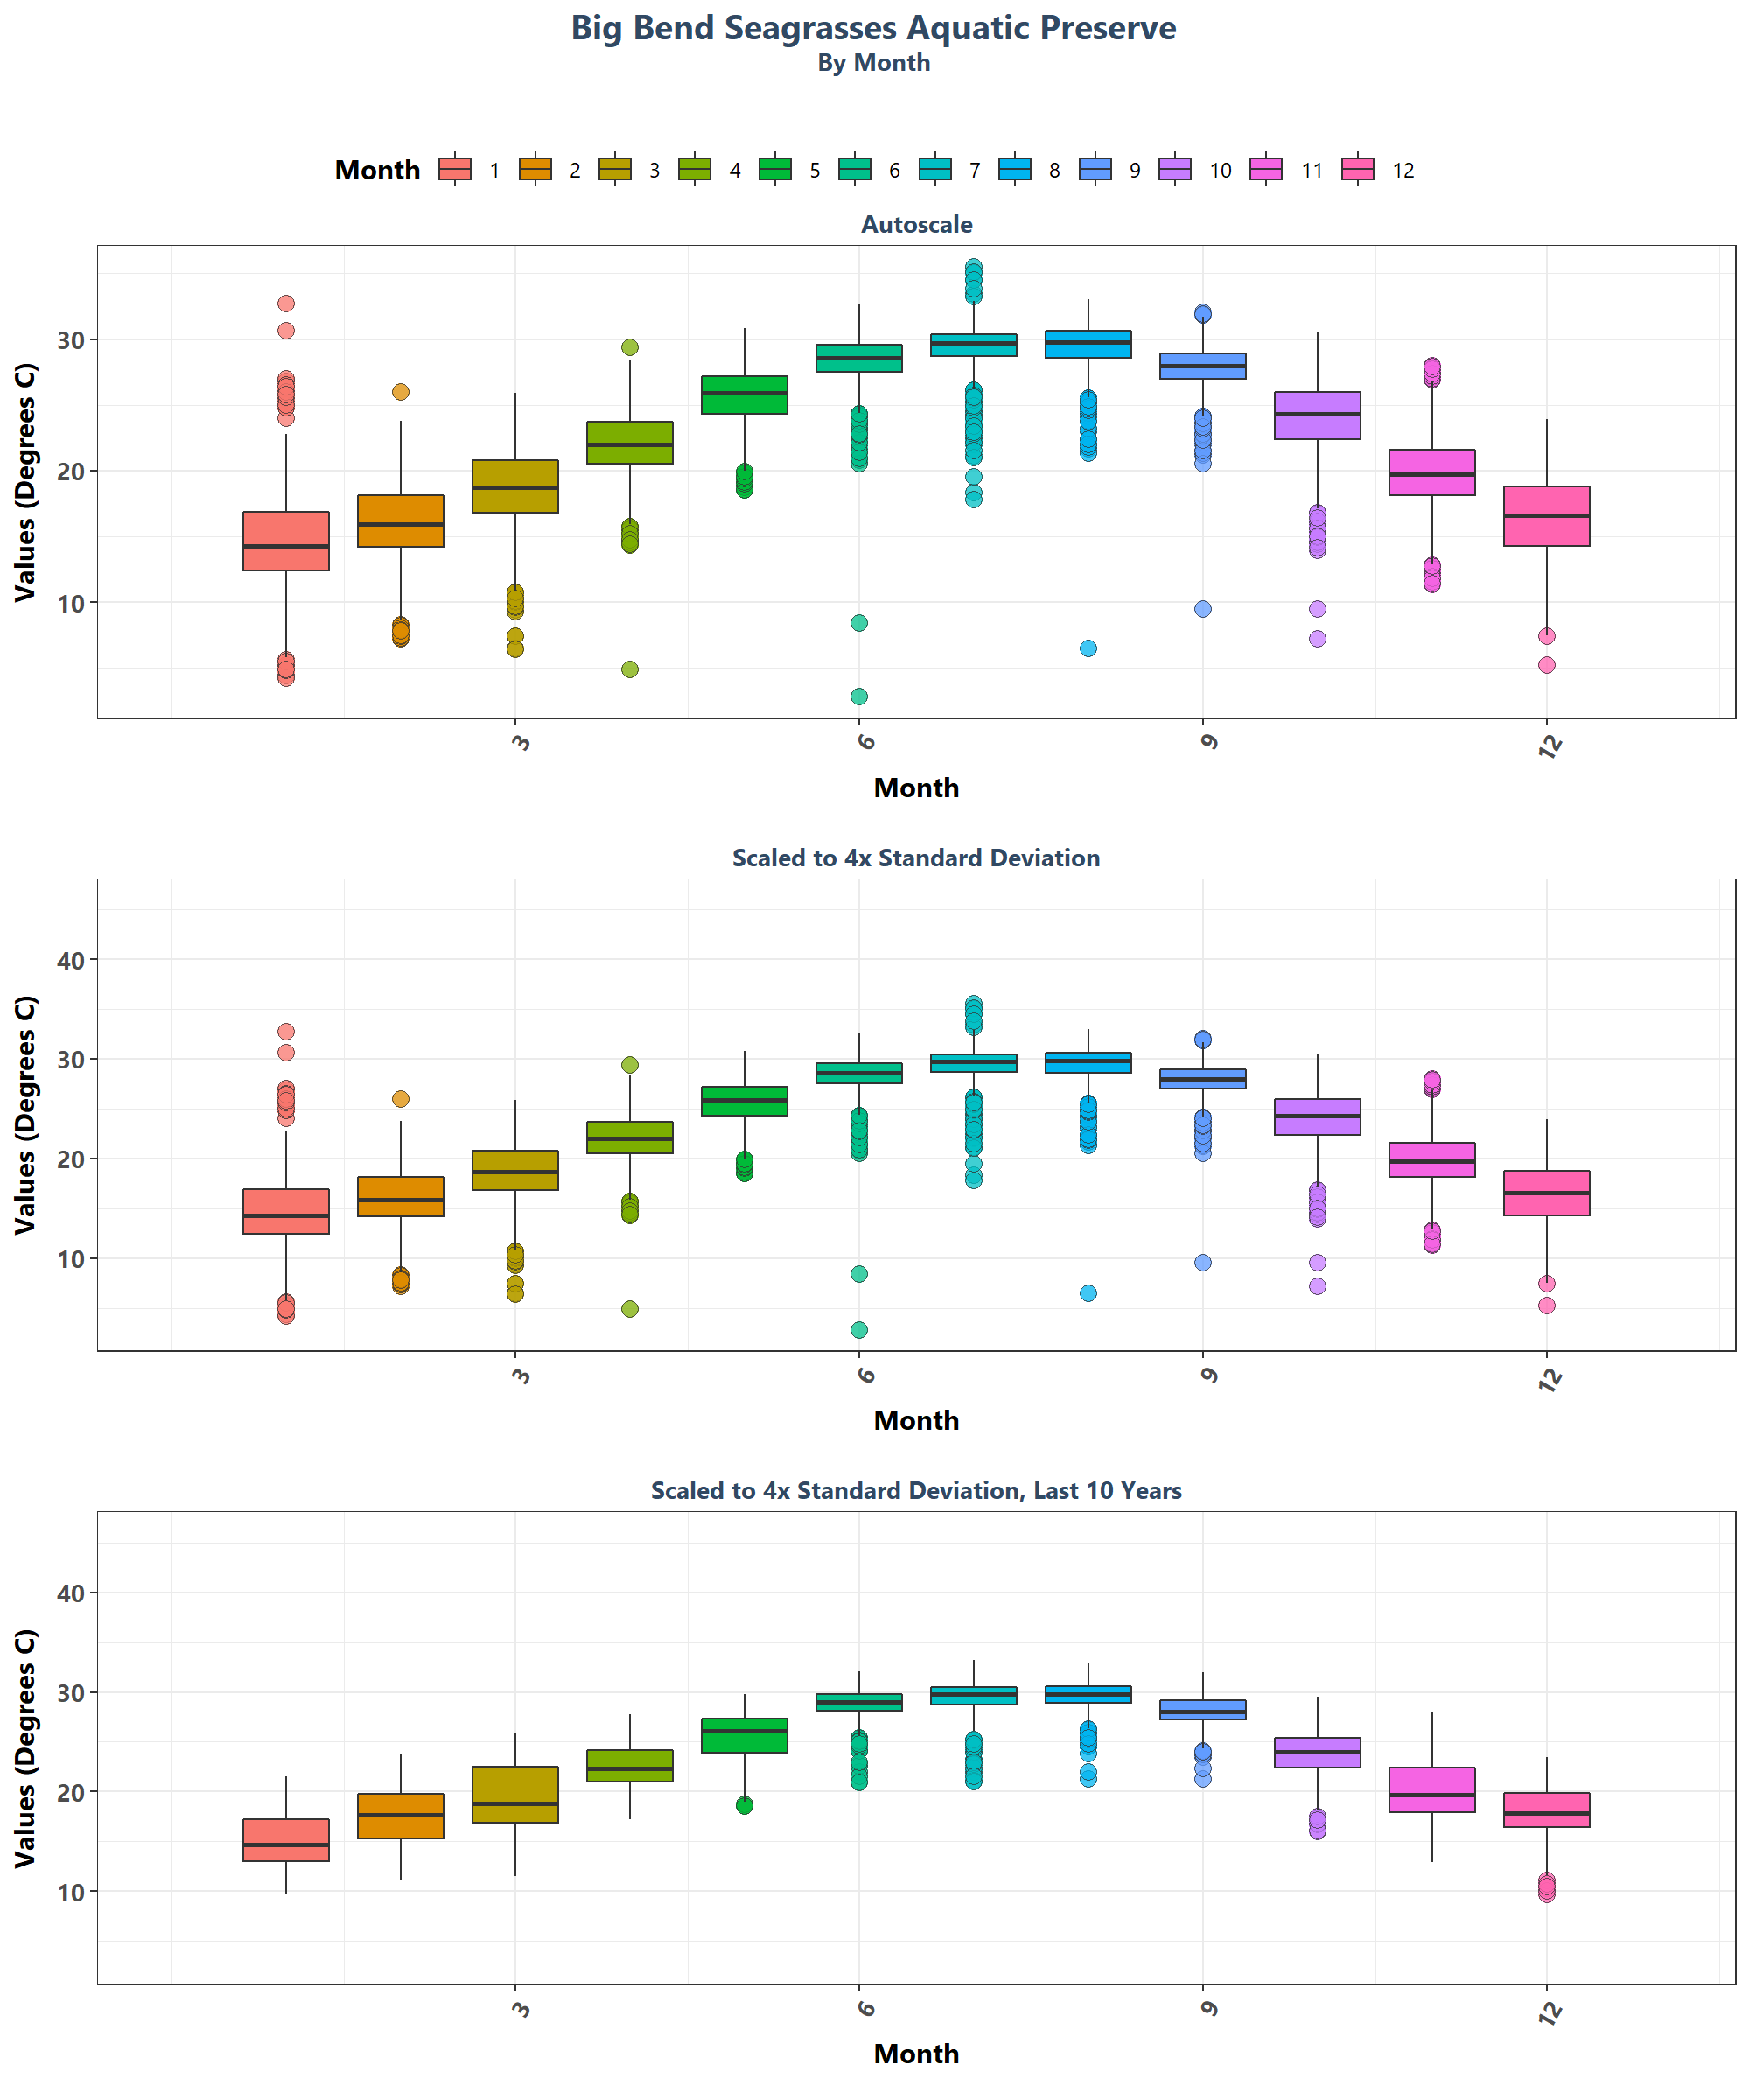 Big Bend Seagrasses Aquatic Preserve
By Month
Month 1 2 3 4 5 6 7 8 9 10 11 12
Autoscale
Values (Degrees C)
30
20
10
3 6 9 12
Month
Scaled to 4x Standard Deviation
Values (Degrees C)
40
30
20
10
3 6 9 12
Month
Scaled to 4x Standard Deviation, Last 10 Years
Values (Degrees C)
40
30
20
10
3 6 9 12
Month